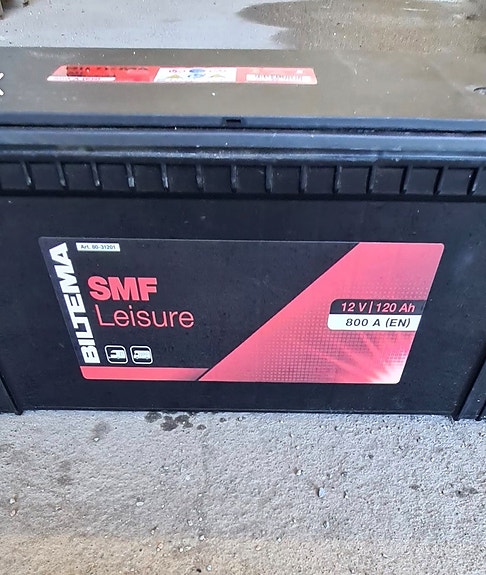 BILTEMA
Art. 80-31201
SMF
Leisure
12 V | 120 Ah
800 A (EN)